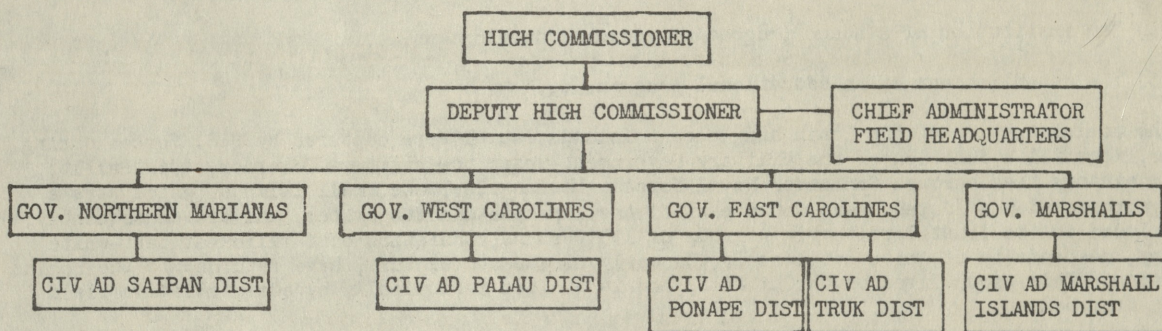 HIGH COMMISSIONER
DEPUTY HIGH COMMISSIONER
CHIEF ADMINISTRATOR
FIELD HEADQUARTERS
GOV. NORTHERN MARIANAS
GOV. WEST CAROLINES
GOV. EAST CAROLINES
GOV. MARSHALLS
CIV AD SAIPAN DIST
CIV AD PALAU DIST
CIV AD
PONAPE DIST
CIV AD
TRUK DIST
CIV AD MARSHALL
ISLANDS DIST